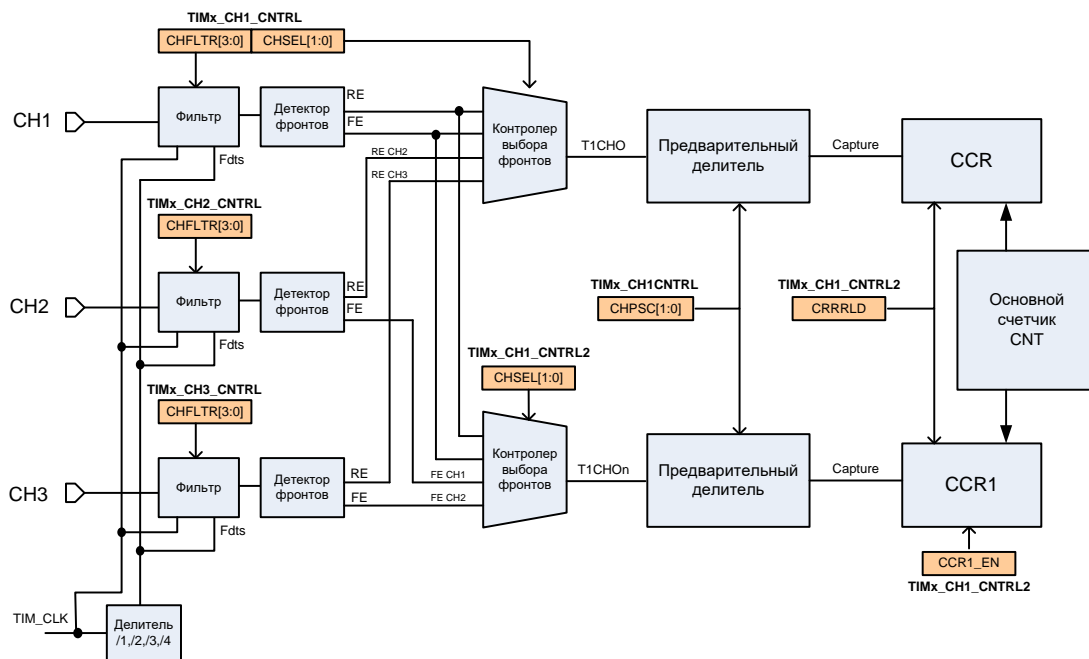 TIMx_CH1_CNTRL
CHFLTR[3:0]
CHSEL[1:0]
CH1
Фильтр
Детектор
фронтов
RE
FE
Fdts
RE CH2
RE CH3
Контролер
выбора
фронтов
T1CHO
Предварительный
делитель
Capture
CCR
TIMx_CH2_CNTRL
CHFLTR[3:0]
CH2
Фильтр
Детектор
фронтов
RE
FE
Fdts
TIMx_CH1CNTRL
CHPSC[1:0]
TIMx_CH1_CNTRL2
CRRRLD
Основной
счетчик
CNT
TIMx_CH1_CNTRL2
CHSEL[1:0]
TIMx_CH3_CNTRL
CHFLTR[3:0]
CH3
Фильтр
Детектор
фронтов
RE
FE
Fdts
FE CH1
FE CH2
Контролер
выбора
фронтов
T1CHOn
Предварительный
делитель
Capture
CCR1
CCR1_EN
TIMx_CH1_CNTRL2
TIM_CLK
Делитель
/1,/2,/3,/4